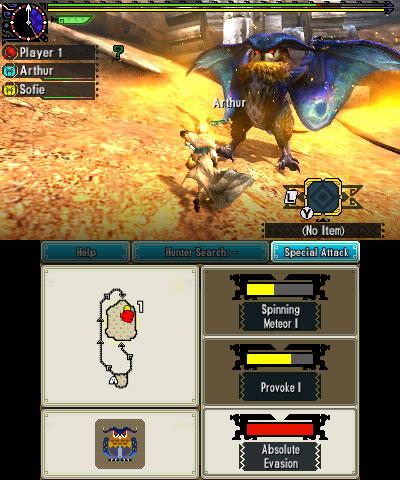 Player 1
Arthur
Sofie
Arthur
L
Y
(No Item)
Help
Hunter Search: -
Special Attack
1
Spinning
Meteor I
Provoke I
Absolute
Evasion